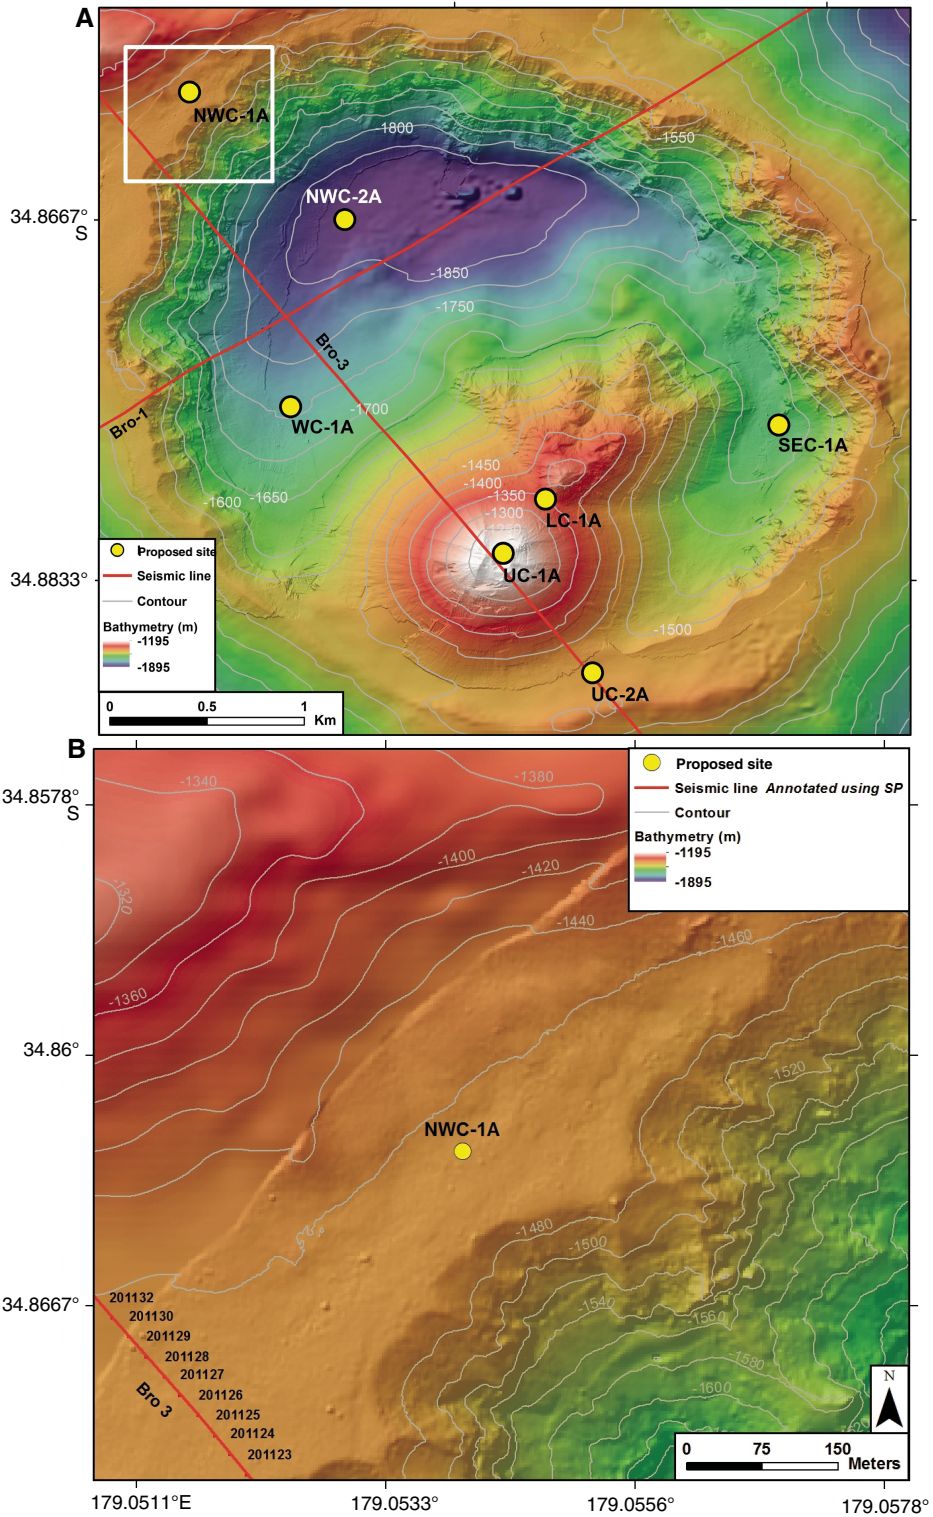 A
NWC-1A
-1800
-1550
NWC-2A
34.8667°
S
-1850
-1750
Bro-3
-1700
Bro-1
WC-1A
SEC-1A
-1450
-1400
-1350
-1300
-1600
-1650
LC-1A
UC-1A
34.8833°
-1500
UC-2A
Proposed site
Seismic line
Contour
Bathymetry (m)
-1195
-1895
0 0.5 1
Km
B
34.8578°
S
-1340
-1380
Proposed site
Seismic line Annotated using SP
Contour
Bathymetry (m)
-1195
-1895
-1400
-1420
-1320
-1440
-1460
-1360
34.86°
-1520
NWC-1A
-1480
-1500
34.8667°
201132
201130
201129
201128
201127
201126
201125
201124
201123
Bro 3
-1540
-1560
-1580
-1600
N
0 75 150
Meters
179.0511°E 179.0533° 179.0556° 179.0578°